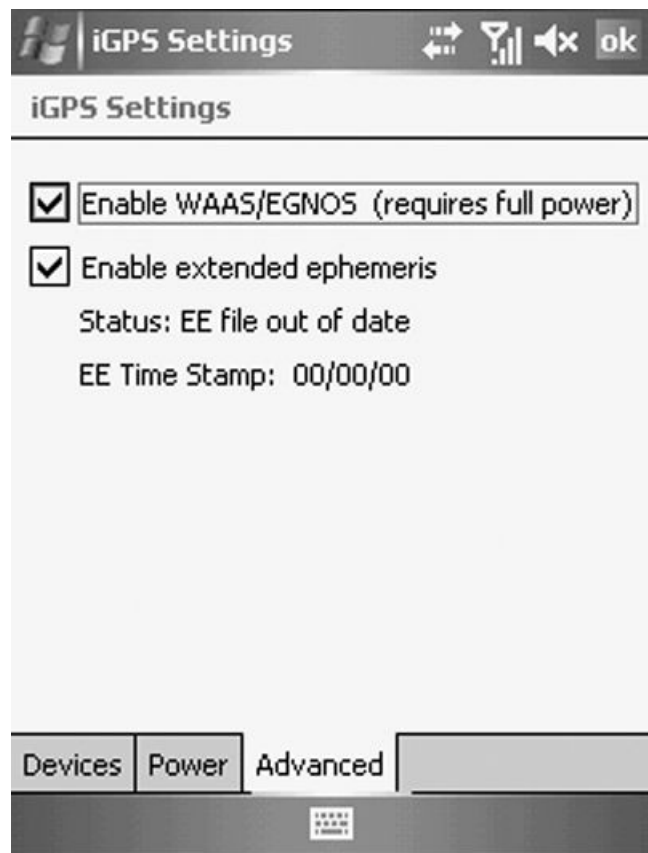 iGPS Settings ok
iGPS Settings
Enable WAAS/EGNOS (requires full power)
Enable extended ephemeris
Status: EE file out of date
EE Time Stamp: 00/00/00
Devices Power Advanced